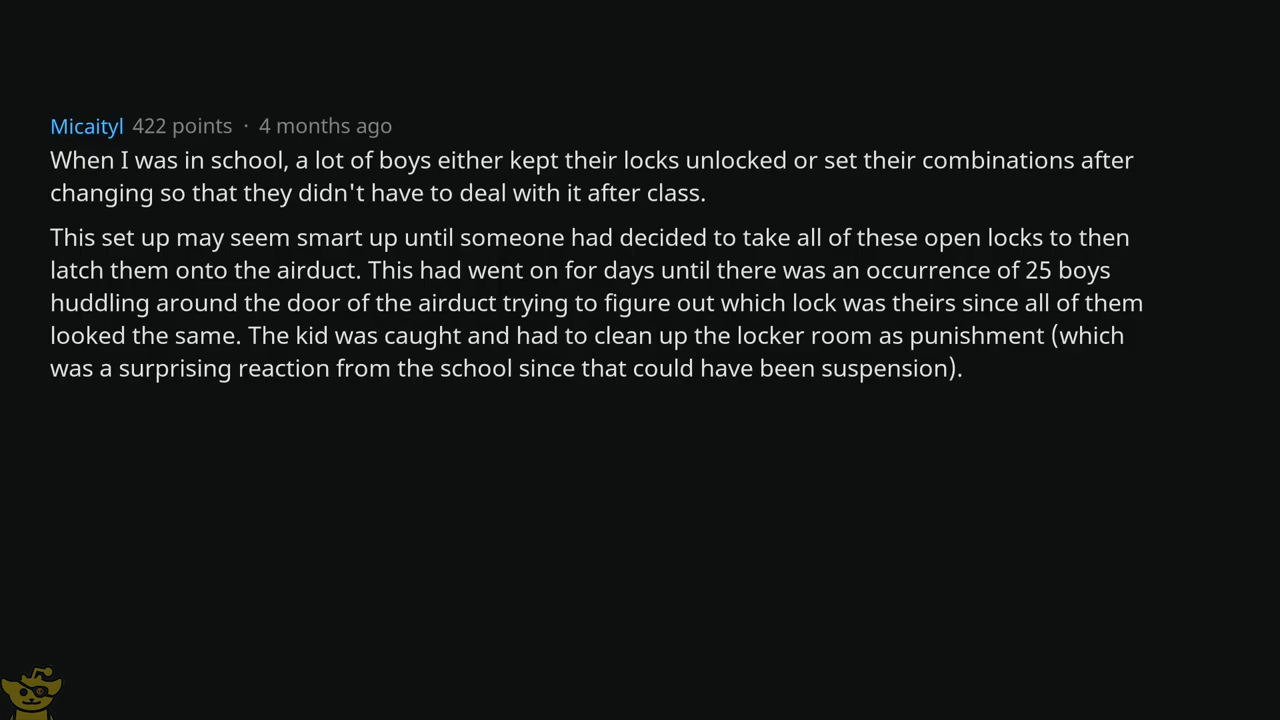 Micaityl 422 points · 4 months ago
When I was in school, a lot of boys either kept their locks unlocked or set their combinations after
changing so that they didn't have to deal with it after class.
This set up may seem smart up until someone had decided to take all of these open locks to then
latch them onto the airduct. This had went on for days until there was an occurrence of 25 boys
huddling around the door of the airduct trying to figure out which lock was theirs since all of them
looked the same. The kid was caught and had to clean up the locker room as punishment (which
was a surprising reaction from the school since that could have been suspension).